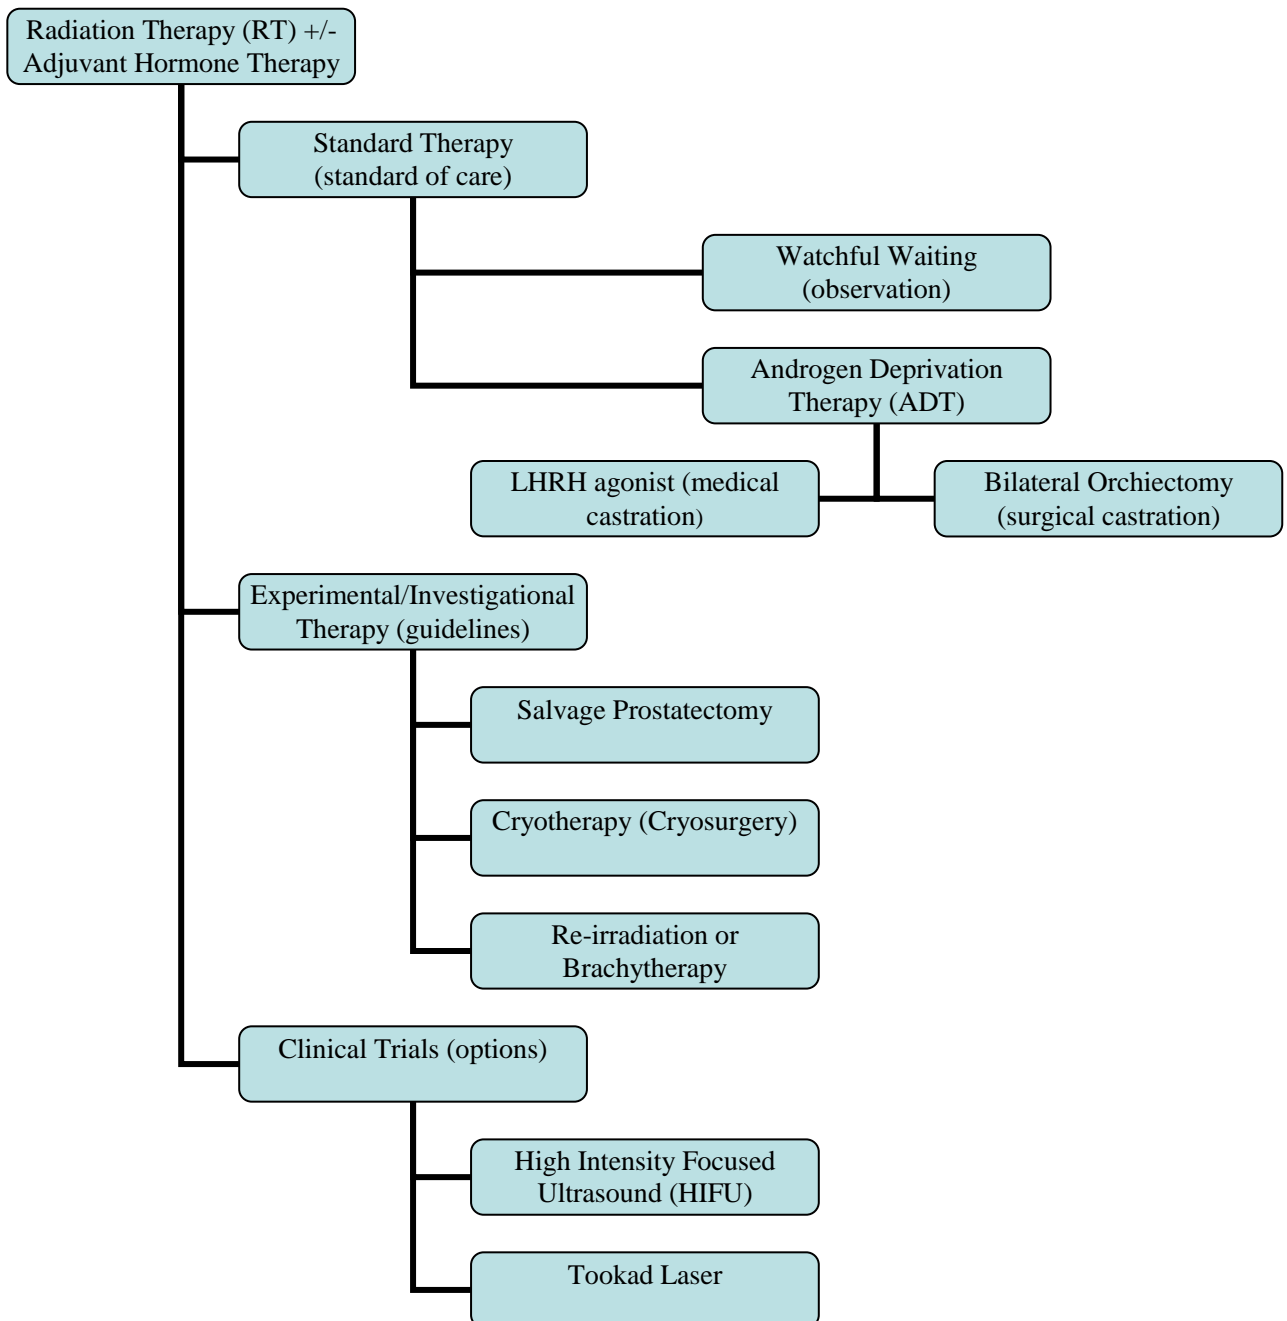 Radiation Therapy (RT) +/-
Adjuvant Hormone Therapy
Standard Therapy
(standard of care)
Watchful Waiting
(observation)
Androgen Deprivation
Therapy (ADT)
LHRH agonist (medical
castration)
Bilateral Orchiectomy
(surgical castration)
Experimental/Investigational
Therapy (guidelines)
Salvage Prostatectomy
Cryotherapy (Cryosurgery)
Re-irradiation or
Brachytherapy
Clinical Trials (options)
High Intensity Focused
Ultrasound (HIFU)
Tookad Laser